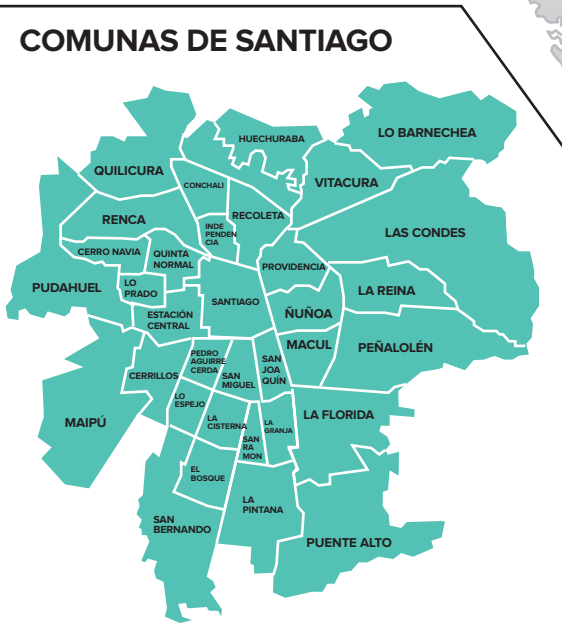 COMUNAS DE SANTIAGO
LO BARNECHEA
HUECHURABA
QUILICURA
CONCHALI
VITACURA
RENCA
RECOLETA
INDE
PENDEN
CIA
LAS CONDES
CERRO NAVIA
QUINTA
NORMAL
PROVIDENCIA
PUDAHUEL
LO
PRADO
SANTIAGO
LA REINA
ESTACIÓN
CENTRAL
ÑUÑOA
MACUL
PEÑALOLÉN
CERRILLOS
PEDRO
AGUIRRE
CERDA
SAN
MIGUEL
SAN
JOA
QUÍN
LO
ESPEJO
MAIPÚ
LA
CISTERNA
SAN
RA
MON
LA
GRANJA
LA FLORIDA
EL
BOSQUE
LA
PINTANA
SAN
BERNANDO
PUENTE ALTO